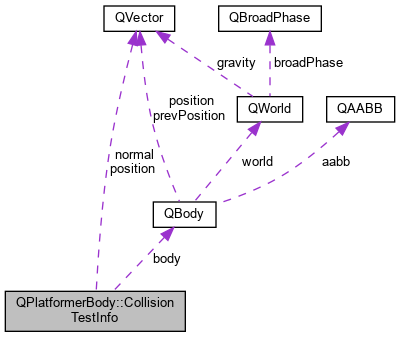 QVector
QBroadPhase
gravity
broadPhase
position
prevPosition
QWorld
QAABB
normal
position
world
aabb
QBody
body
QPlatformerBody::Collision
TestInfo